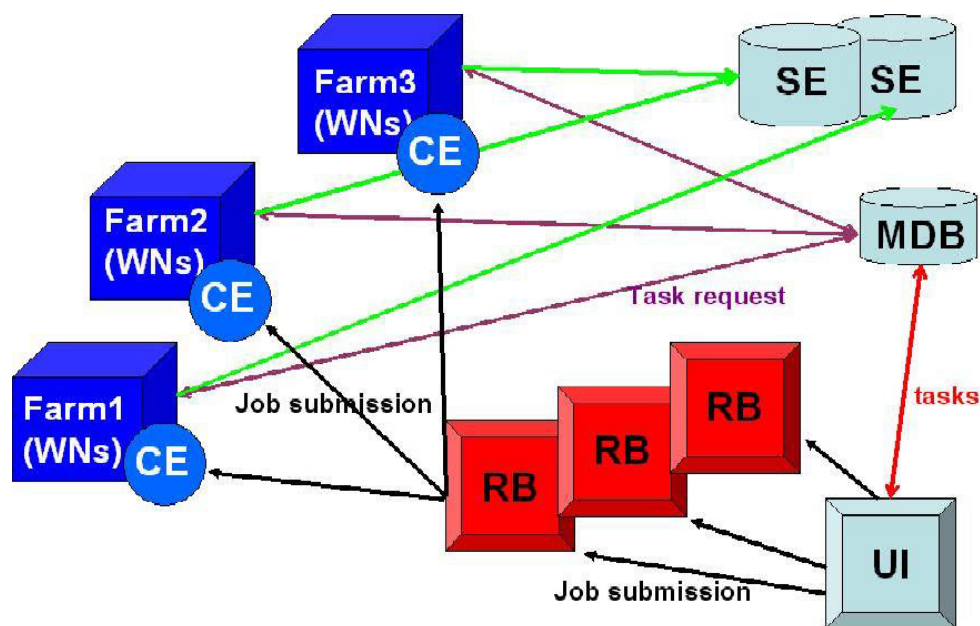 Farm3
(WNs)
CE
SE
SE
Farm2
(WNs)
CE
MDB
Task request
Farm1
(WNs)
CE
Job submission
RB
RB
RB
tasks
UI
Job submission